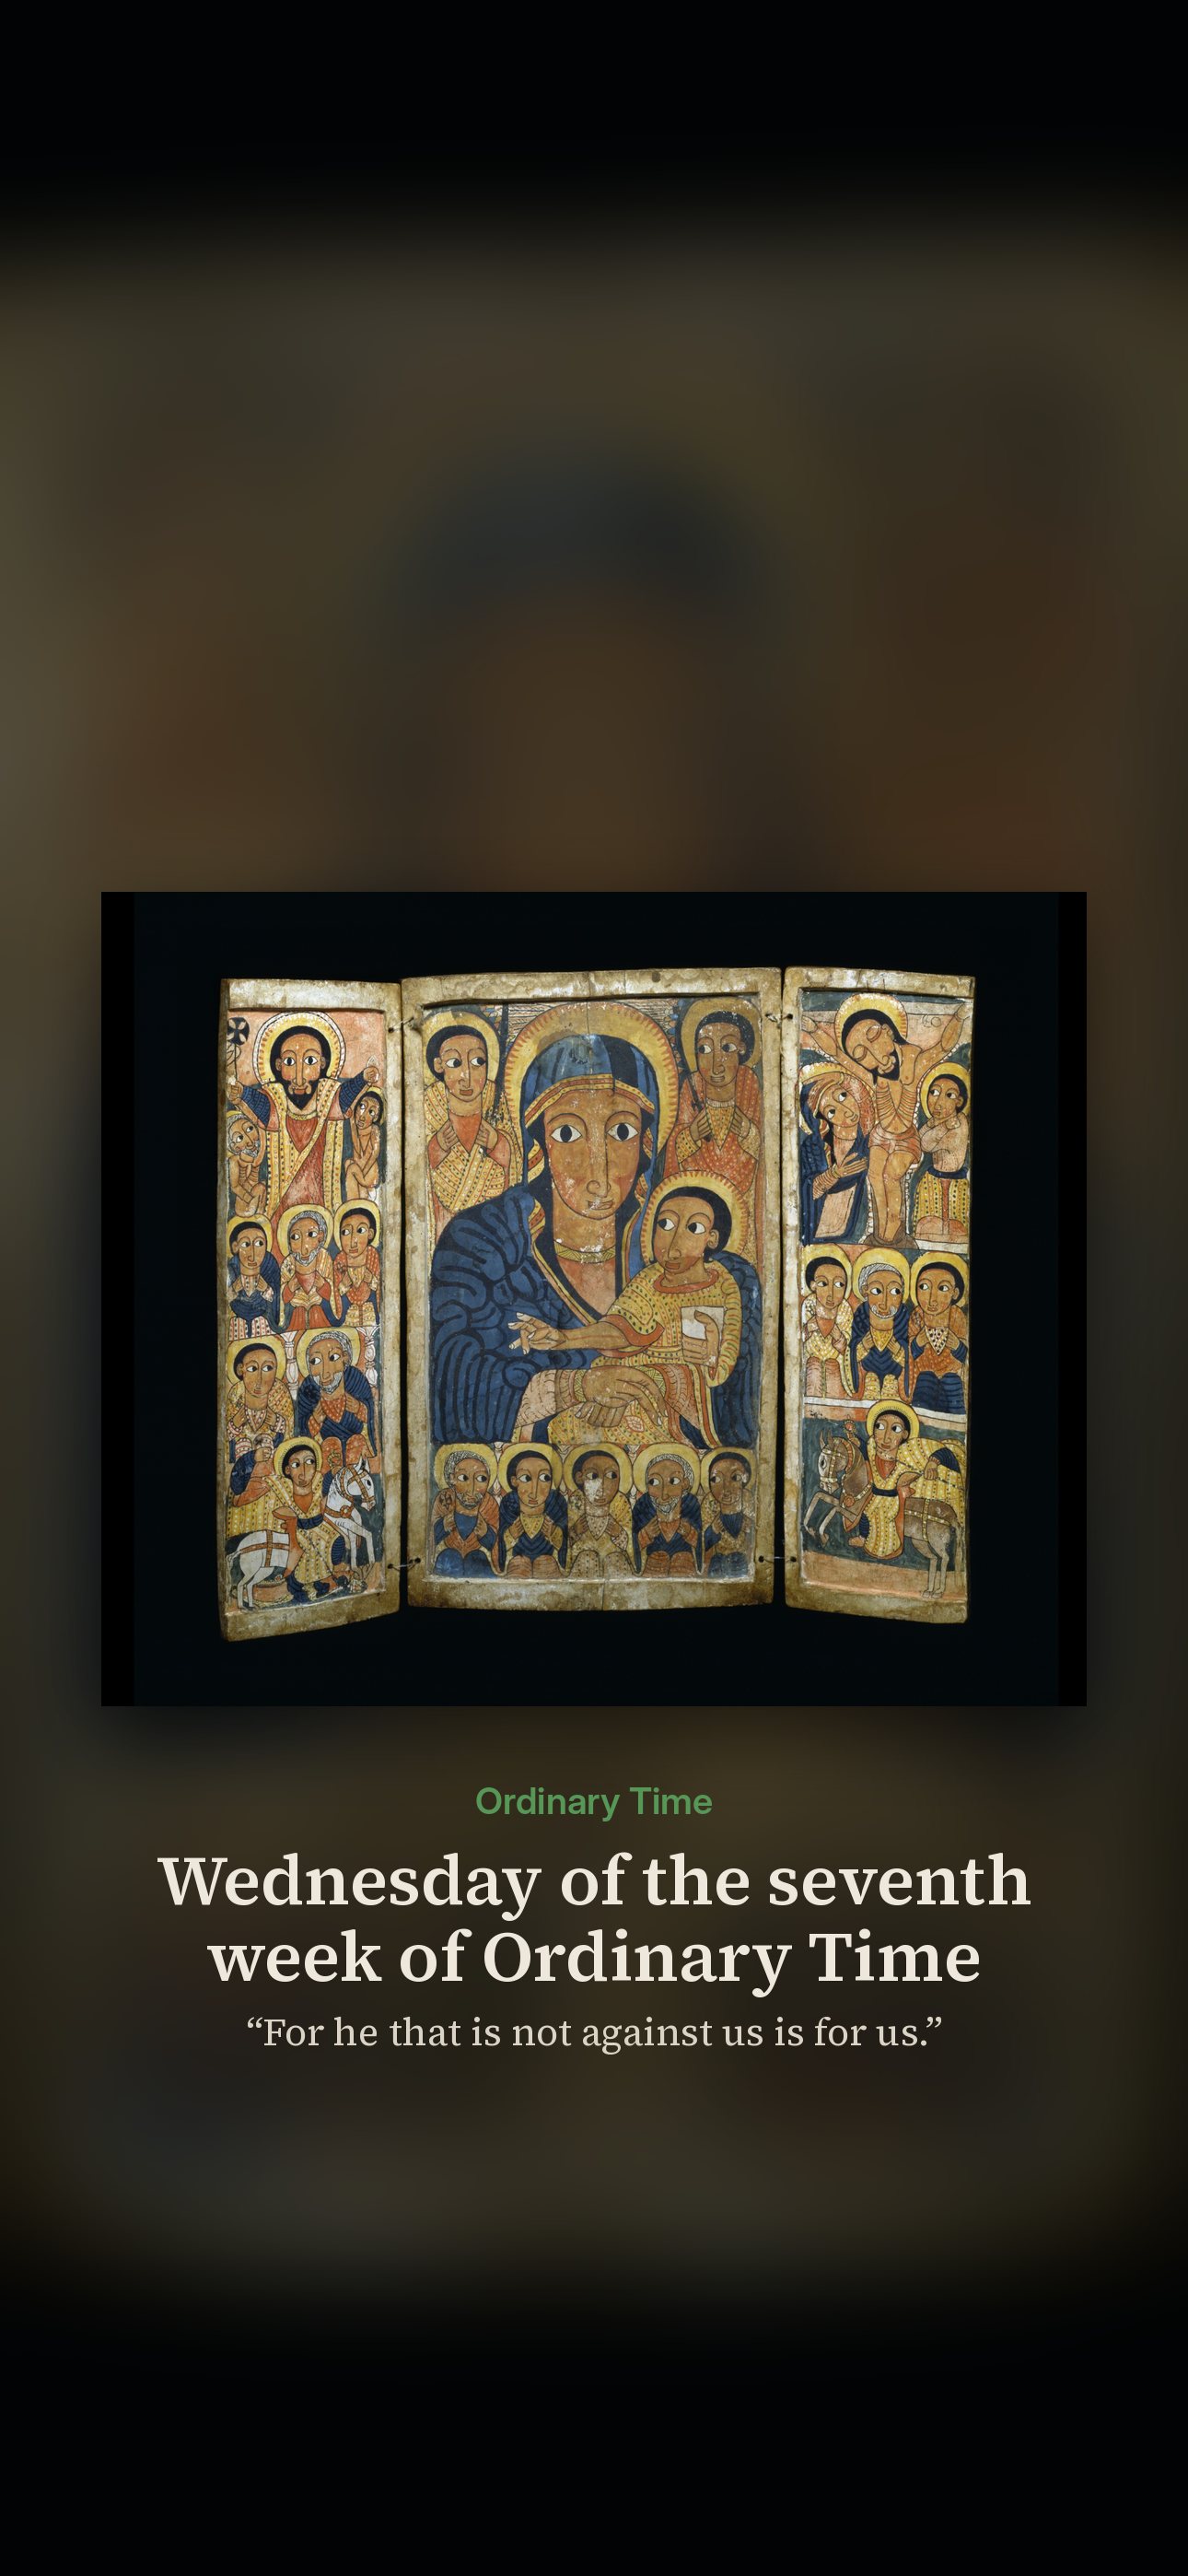 Ordinary Time
Wednesday of the seventh
week of Ordinary Time
“For he that is not against us is for us.”